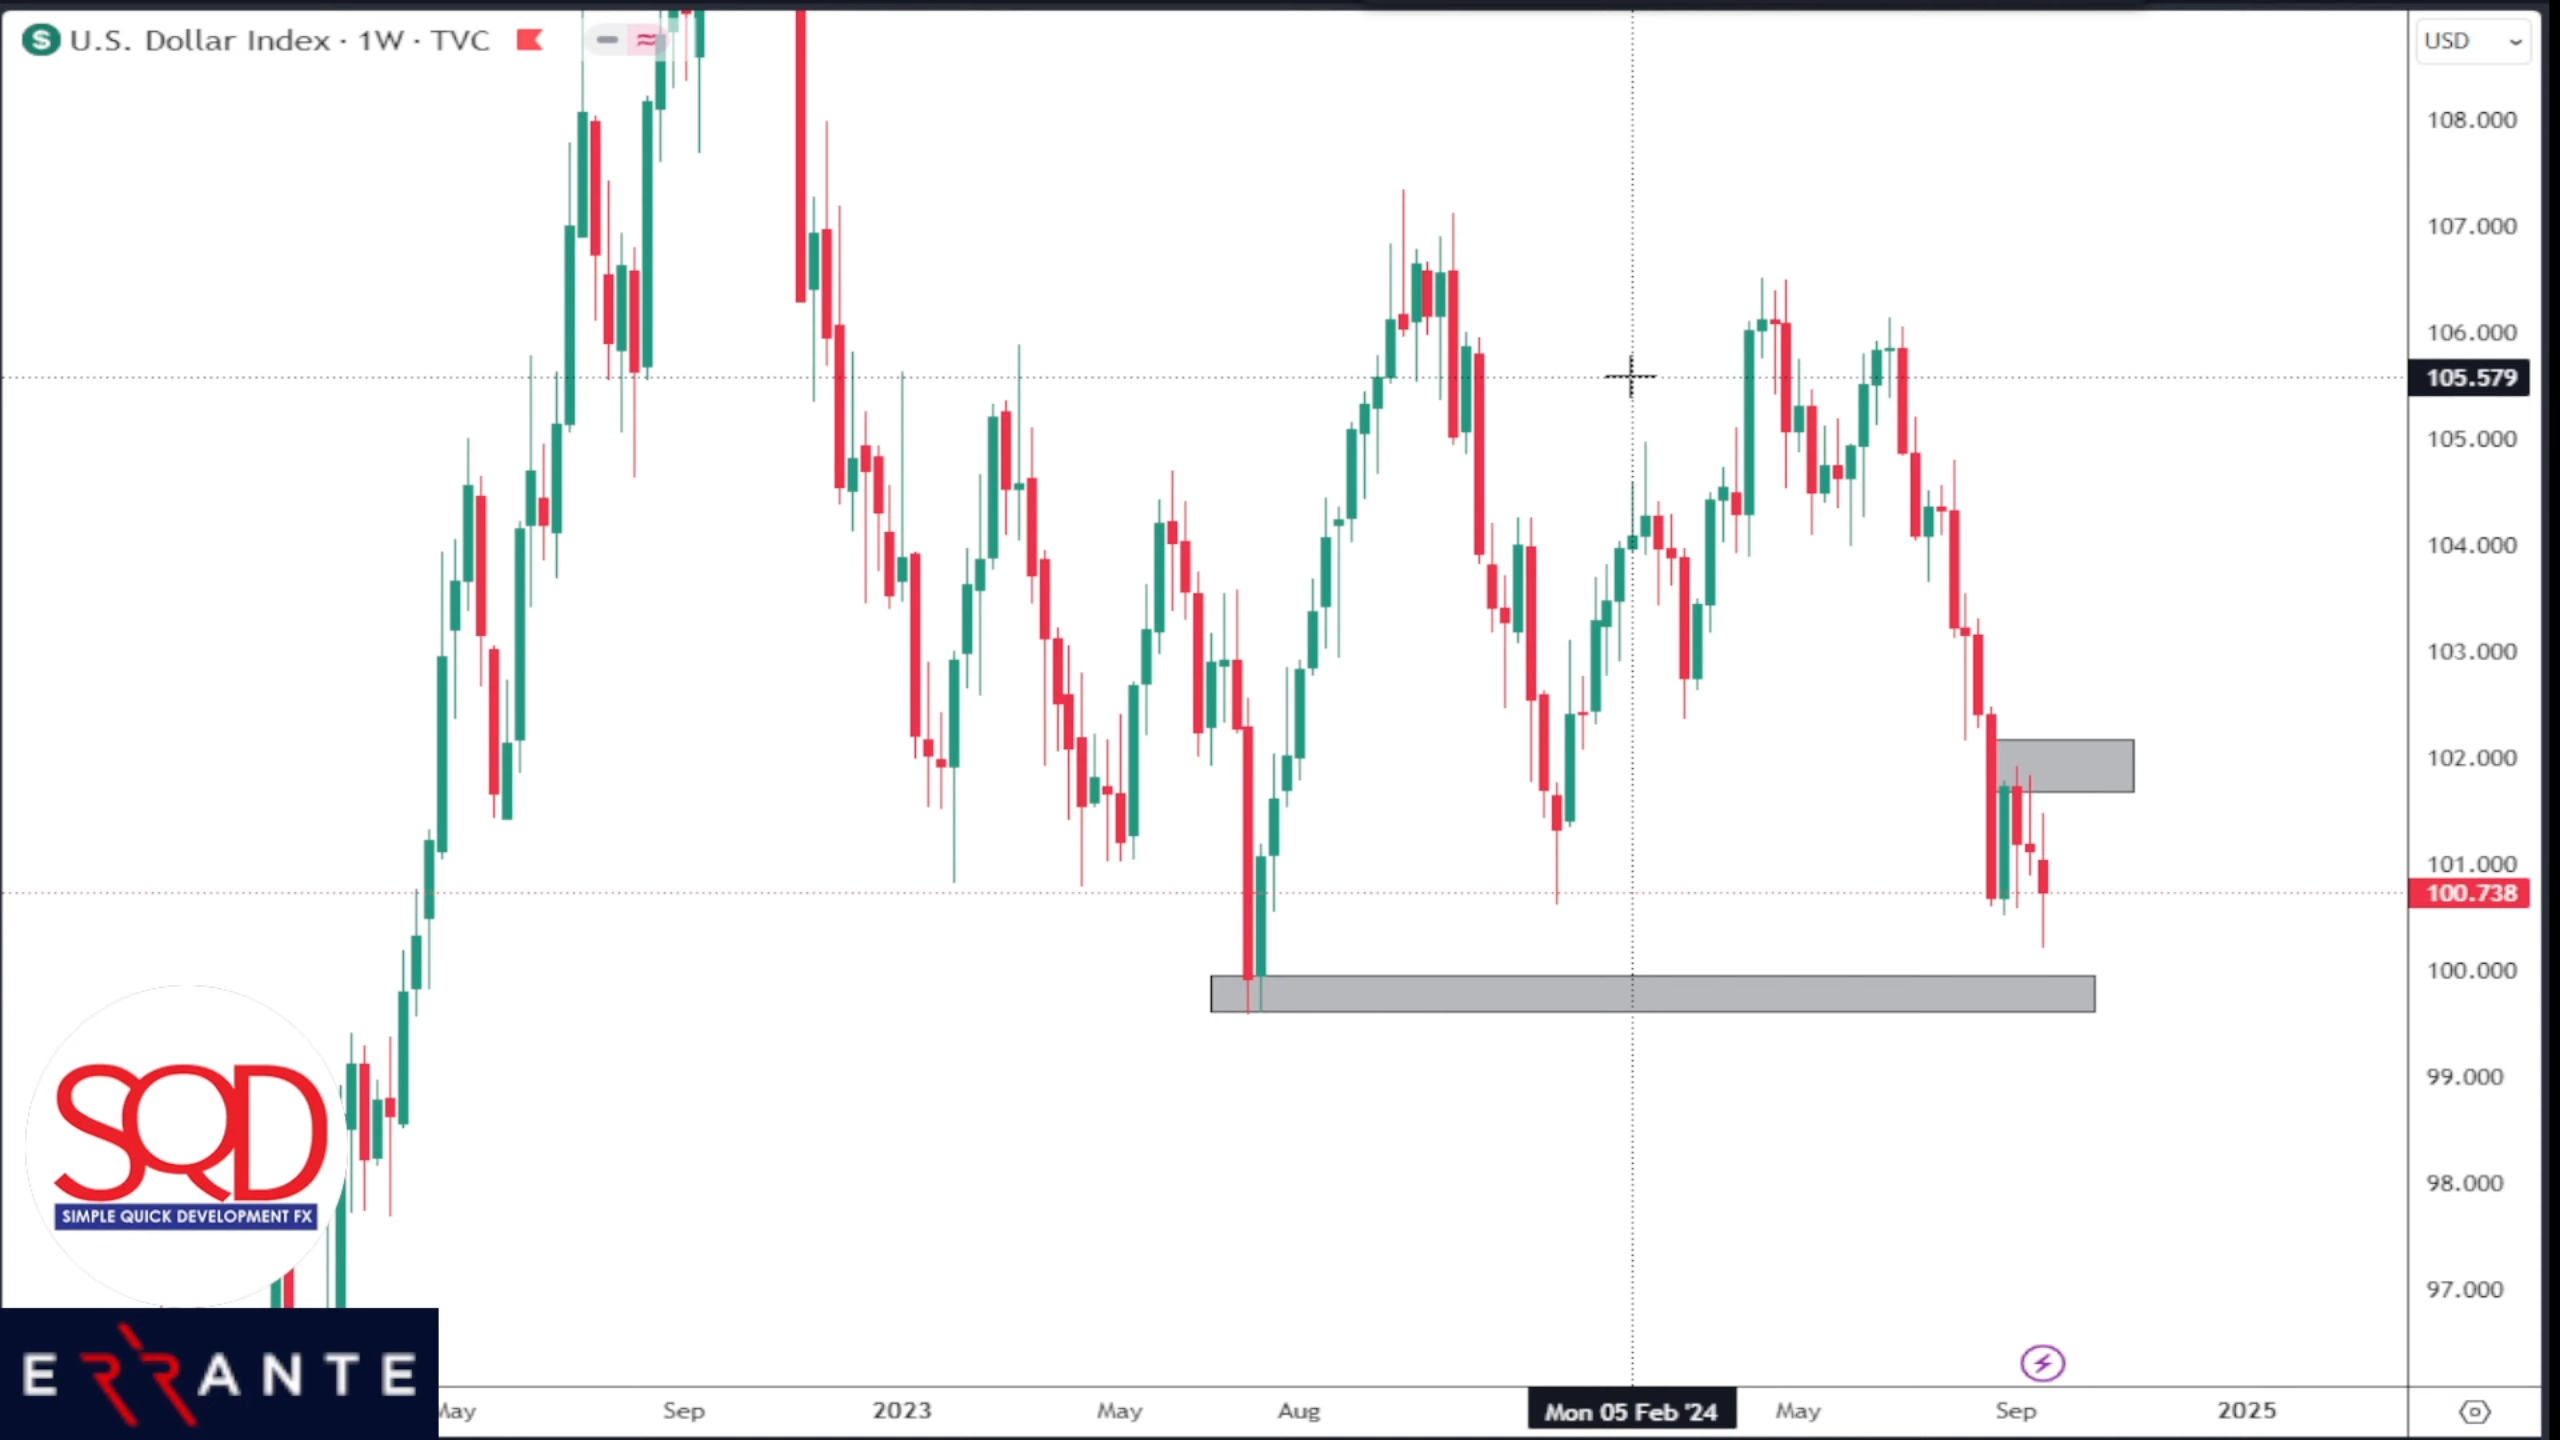 S U.S. Dollar Index · 1W · TVC
USD
108.000
107.000
106.000
105.579
105.000
104.000
103.000
102.000
101.000
100.738
100.000
99.000
98.000
97.000
SQD
SIMPLE QUICK DEVELOPMENT FX
ERRANTE
May Sep 2023 May Aug Mon 05 Feb '24 May Sep 2025